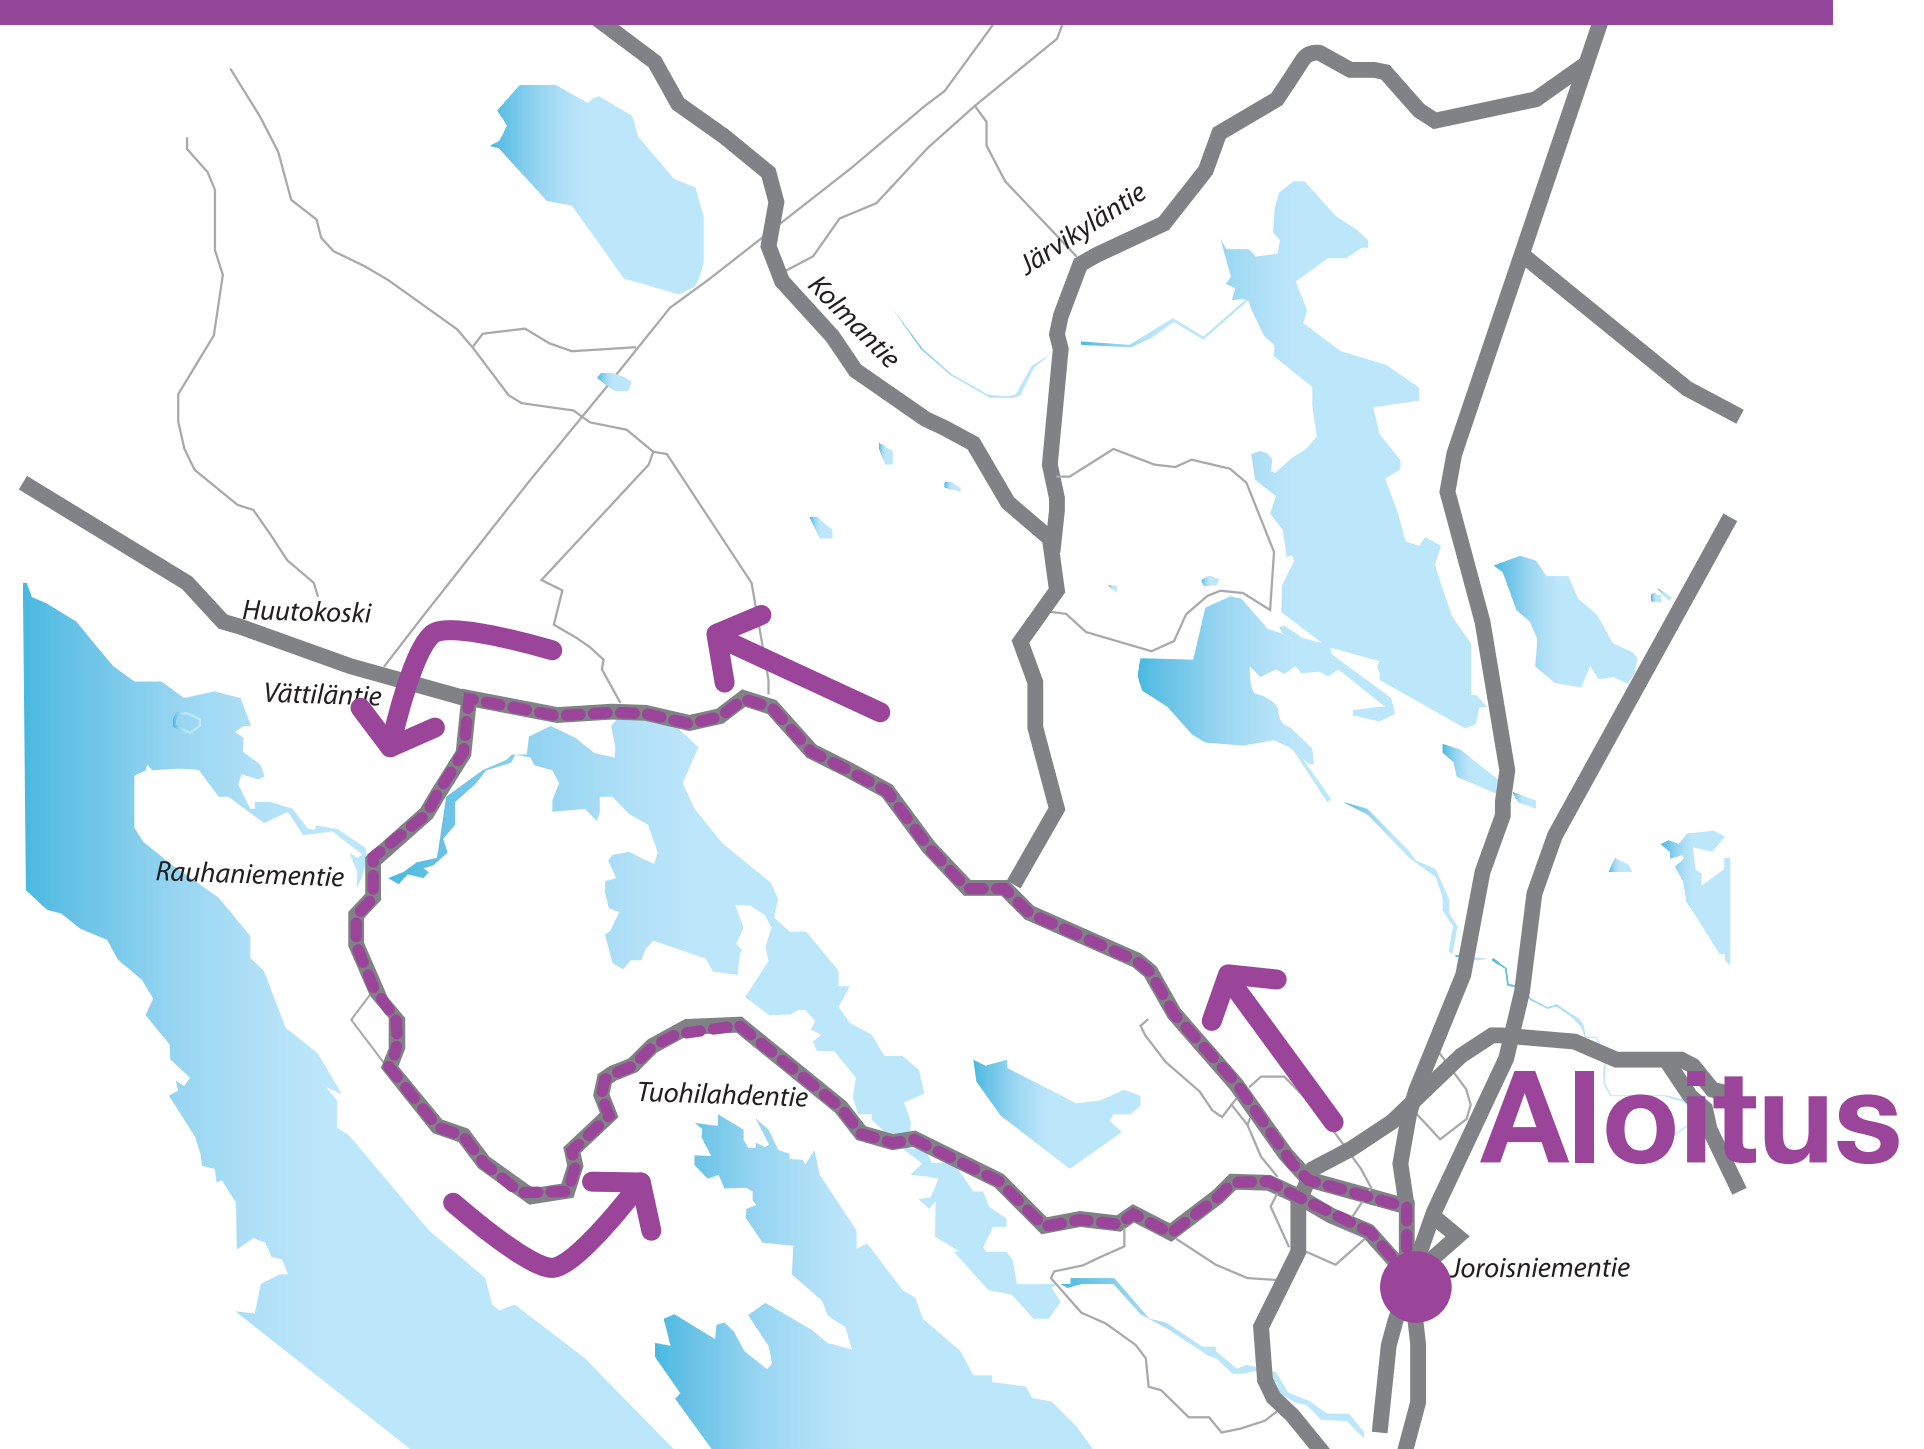 Järvikyläntie
Kolmantie
Huutokoski
Vättiläntie
Rauhaniementie
Tuohilahdentie
Aloitus
Joroisniementie